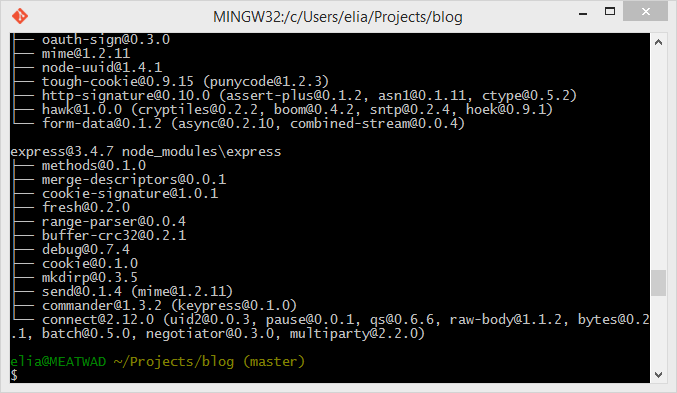 MINGW32:/c/Users/elia/Projects/blog
├── oauth-sign@0.3.0
├── mime@1.2.11
├── node-uuid@1.4.1
├── tough-cookie@0.9.15 (punycode@1.2.3)
├── http-signature@0.10.0 (assert-plus@0.1.2, asn1@0.1.11, ctype@0.5.2)
├── hawk@1.0.0 (cryptiles@0.2.2, boom@0.4.2, sntp@0.2.4, hoek@0.9.1)
└── form-data@0.1.2 (async@0.2.10, combined-stream@0.0.4)
express@3.4.7 node_modules\express
├── methods@0.1.0
├── merge-descriptors@0.0.1
├── cookie-signature@1.0.1
├── fresh@0.2.0
├── range-parser@0.0.4
├── buffer-crc32@0.2.1
├── debug@0.7.4
├── cookie@0.1.0
├── mkdirp@0.3.5
├── send@0.1.4 (mime@1.2.11)
├── commander@1.3.2 (keypress@0.1.0)
└── connect@2.12.0 (uid2@0.0.3, pause@0.0.1, qs@0.6.6, raw-body@1.1.2, bytes@0.2
.1, batch@0.5.0, negotiator@0.3.0, multiparty@2.2.0)
elia@MEATWAD ~/Projects/blog (master)
$